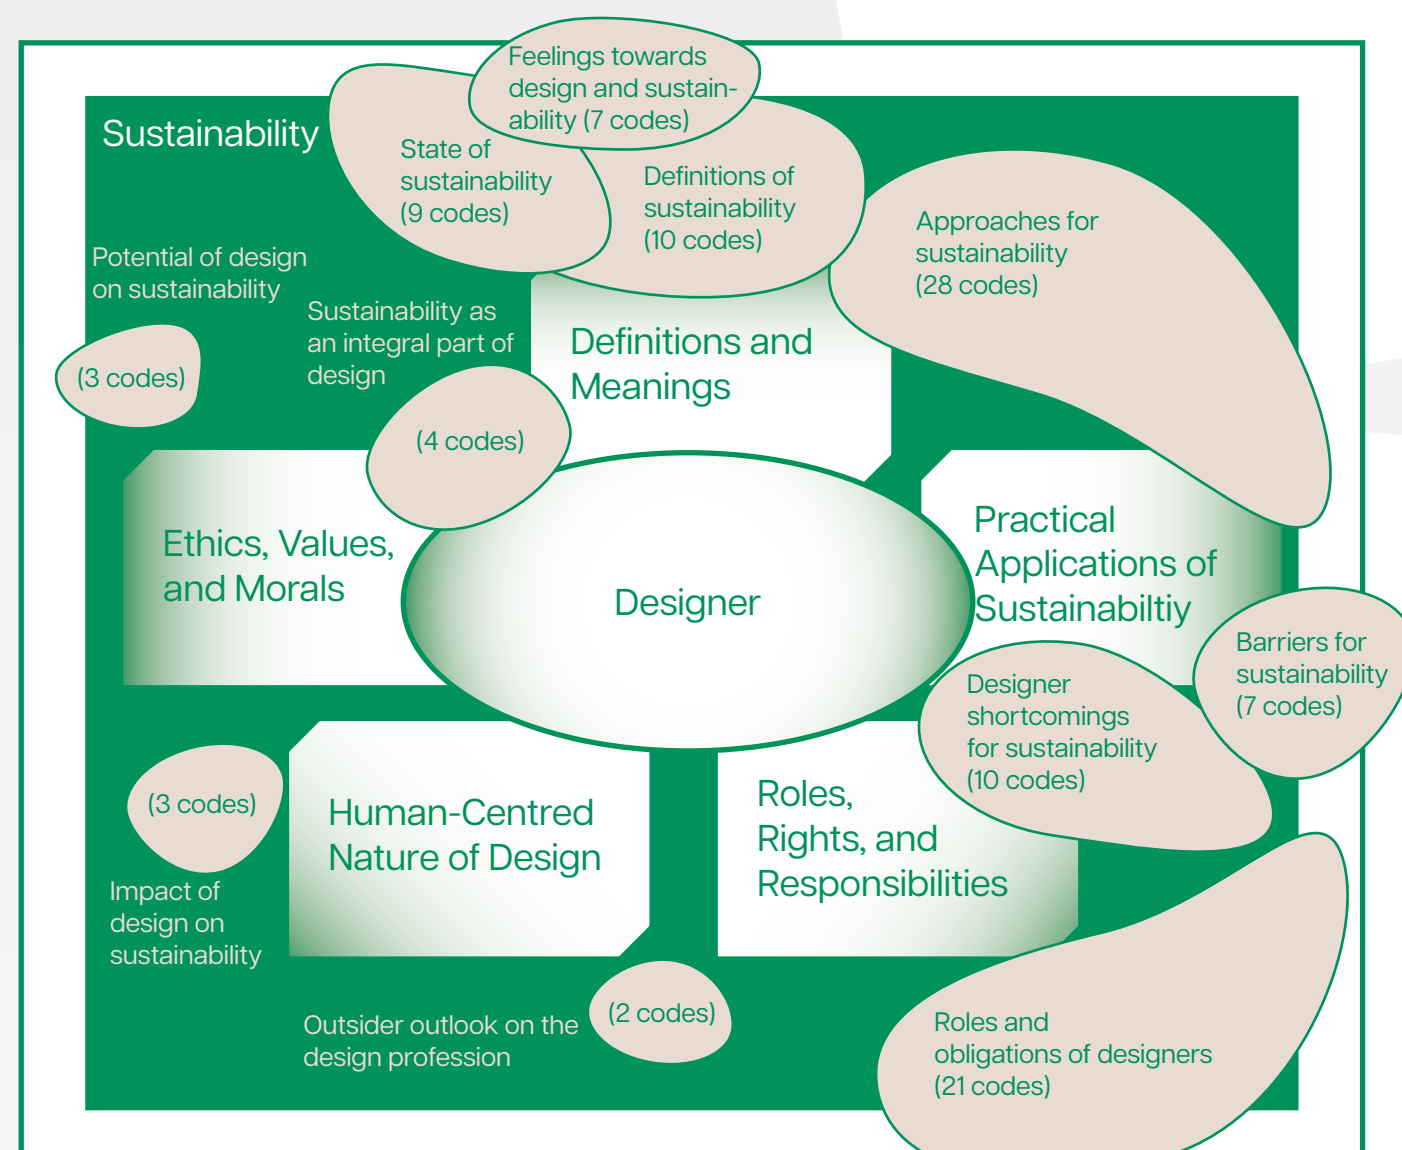 Feelings towards
design and sustain-
ability (7 codes)
Sustainability
State of
sustainability
(9 codes)
Definitions of
sustainability
(10 codes)
Approaches for
sustainability
(28 codes)
Potential of design
on sustainability
(3 codes)
Sustainability as
an integral part of
design
(4 codes)
Definitions and
Meanings
Ethics, Values,
and Morals
Designer
Practical
Applications of
Sustainabiltiy
Barriers for
sustainability
(7 codes)
Designer
shortcomings
for sustainability
(10 codes)
(3 codes)
Impact of
design on
sustainability
Human-Centred
Nature of Design
Roles,
Rights, and
Responsibilities
Outsider outlook on the
design profession
(2 codes)
Roles and
obligations of designers
(21 codes)